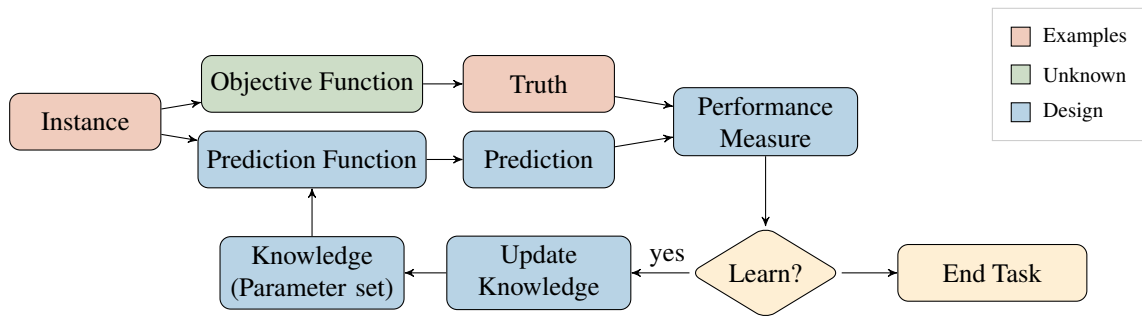 Examples
Unknown
Design
Objective Function
Truth
Instance
Performance
Measure
Prediction Function
Prediction
Knowledge
(Parameter set)
Update
Knowledge
yes
Learn?
End Task